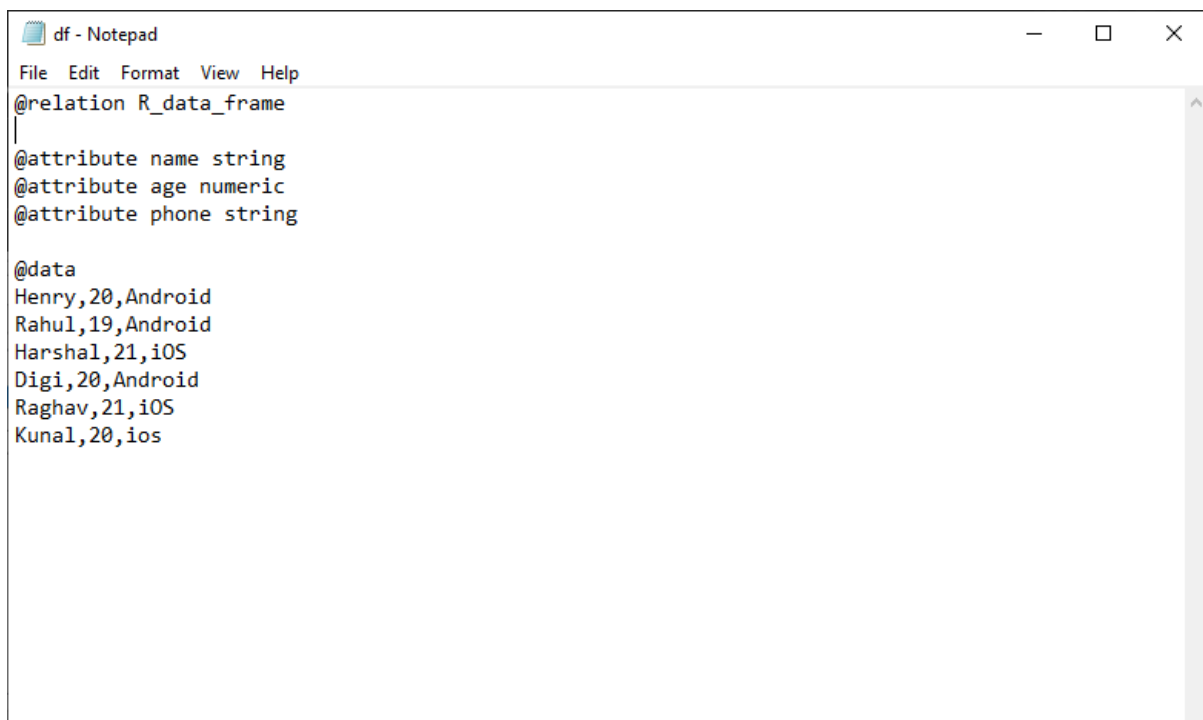 df - Notepad
File Edit Format View Help
@relation R_data_frame
@attribute name string
@attribute age numeric
@attribute phone string
@data
Henry,20,Android
Rahul,19,Android
Harshal,21,iOS
Digi,20,Android
Raghav,21,iOS
Kunal,20,ios